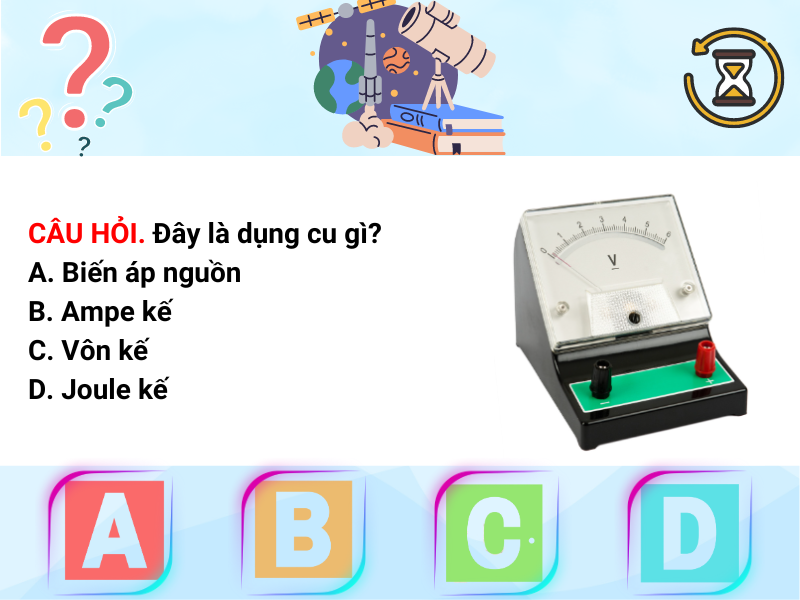 ? ? ? ?
CÂU HỎI. Đây là dụng cu gì?
A. Biến áp nguồn
B. Ampe kế
C. Vôn kế
D. Joule kế
0 1 2 3 4 5 6
V
− +
A B C D